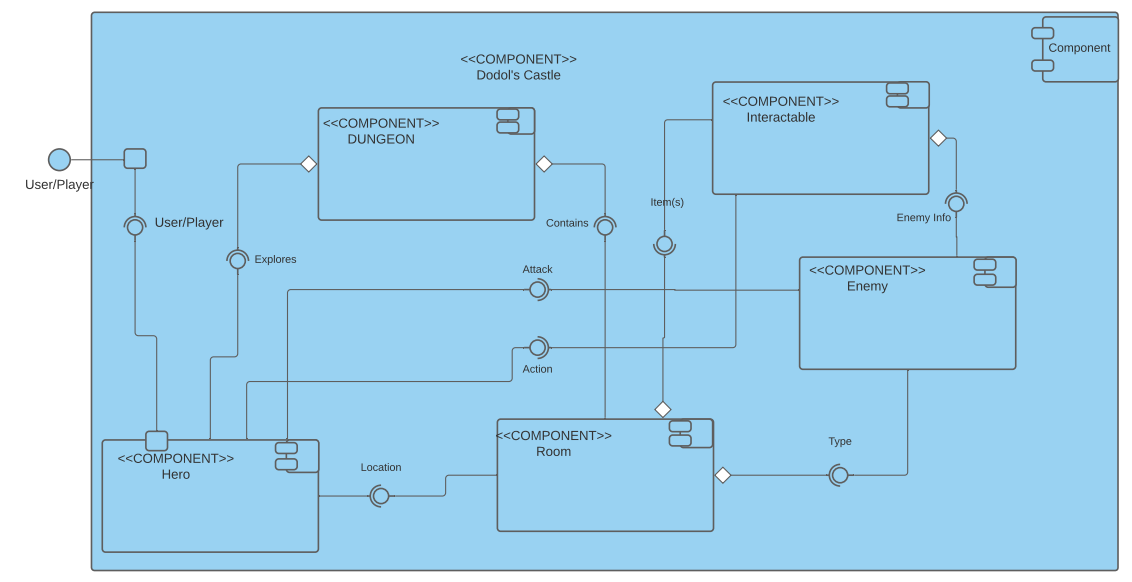 Component
<<COMPONENT>>
Dodol's Castle
<<COMPONENT>>
Interactable
<<COMPONENT>>
DUNGEON
User/Player
Item(s)
User/Player
Contains
Enemy Info
Explores
Attack
<<COMPONENT>>
Enemy
Action
<<COMPONENT>>
Room
Type
<<COMPONENT>>
Hero
Location